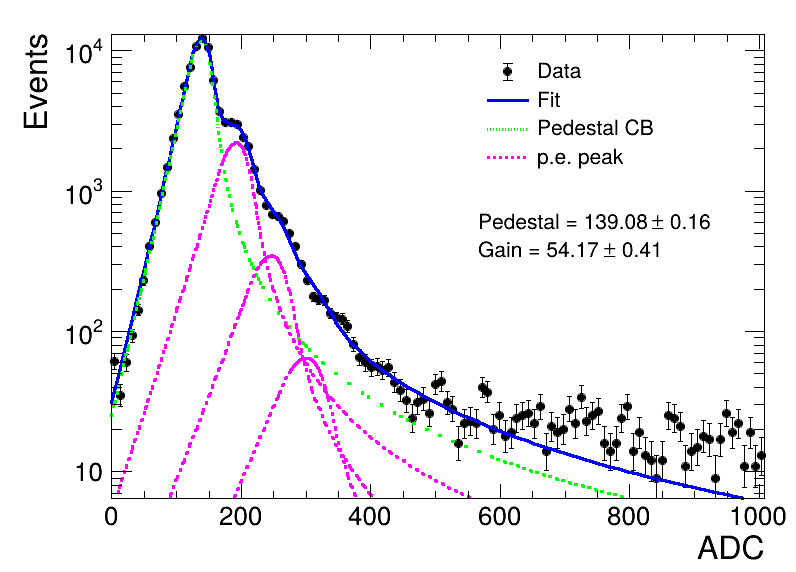 Events
10⁴
10³
10²
10
Data
Fit
Pedestal CB
p.e. peak
Pedestal = 139.08 ± 0.16
Gain = 54.17 ± 0.41
0 200 400 600 800 1000
ADC